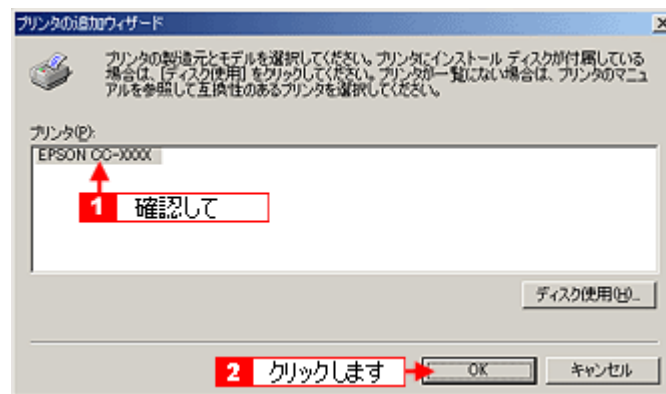 プリンタの追加ウィザード
プリンタの製造元とモデルを選択してください。プリンタにインストール ディスクが付属している
場合は、[ディスク使用] をクリックしてください。プリンタが一覧にない場合は、プリンタのマニュ
アルを参照して互換性のあるプリンタを選択してください。
プリンタ(P):
EPSON CC-XXXX
1 確認して
ディスク使用(H)...
2 クリックします
OK
キャンセル